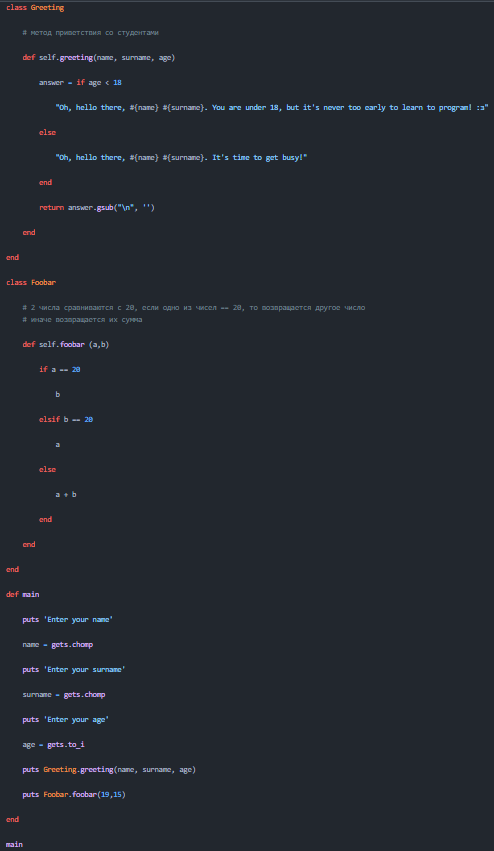 class Greeting
# метод приветствия со студентами
def self.greeting(name, surname, age)
answer = if age < 18
"Oh, hello there, #{name} #{surname}. You are under 18, but it's never too early to learn to program! :з"
else
"Oh, hello there, #{name} #{surname}. It's time to get busy!"
end
return answer.gsub("\n", '')
end
end
class Foobar
# 2 числа сравниваются с 20, если одно из чисел == 20, то возвращается другое число
# иначе возвращается их сумма
def self.foobar (a,b)
if a == 20
b
elsif b == 20
a
else
a + b
end
end
end
def main
puts 'Enter your name'
name = gets.chomp
puts 'Enter your surname'
surname = gets.chomp
puts 'Enter your age'
age = gets.to_i
puts Greeting.greeting(name, surname, age)
puts Foobar.foobar(19,15)
end
main